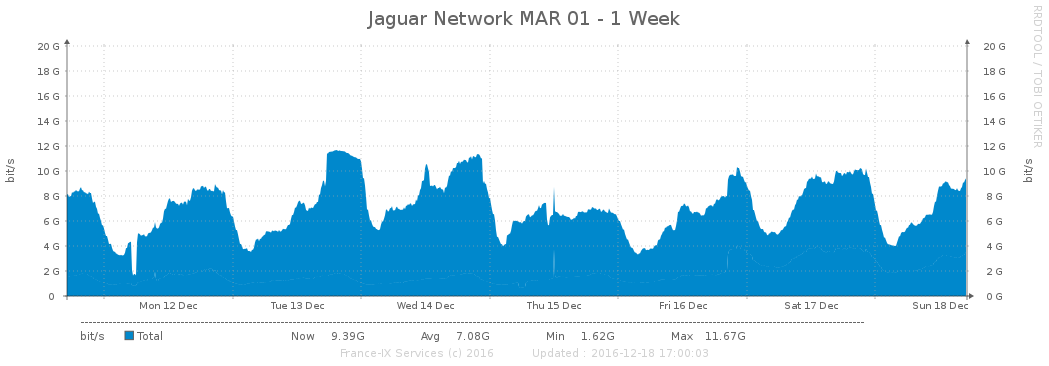 Jaguar Network MAR 01 - 1 Week
RRDTOOL / TOBI OETIKER
bit/s
bit/s
20 G 20 G
18 G 18 G
16 G 16 G
14 G 14 G
12 G 12 G
10 G 10 G
8 G 8 G
6 G 6 G
4 G 4 G
2 G 2 G
0 0 G
Mon 12 Dec Tue 13 Dec Wed 14 Dec Thu 15 Dec Fri 16 Dec Sat 17 Dec Sun 18 Dec
bit/s Total Now 9.39G Avg 7.08G Min 1.62G Max 11.67G
France-IX Services (c) 2016 Updated : 2016-12-18 17:00:03